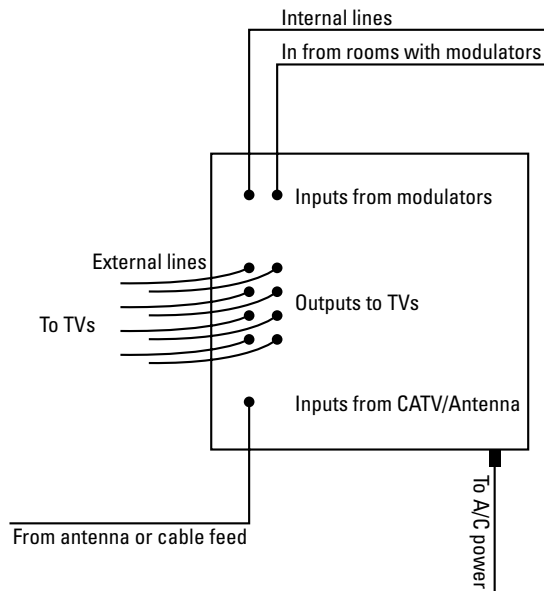 Internal lines
In from rooms with modulators
Inputs from modulators
External lines
Outputs to TVs
To TVs
Inputs from CATV/Antenna
To A/C power
From antenna or cable feed